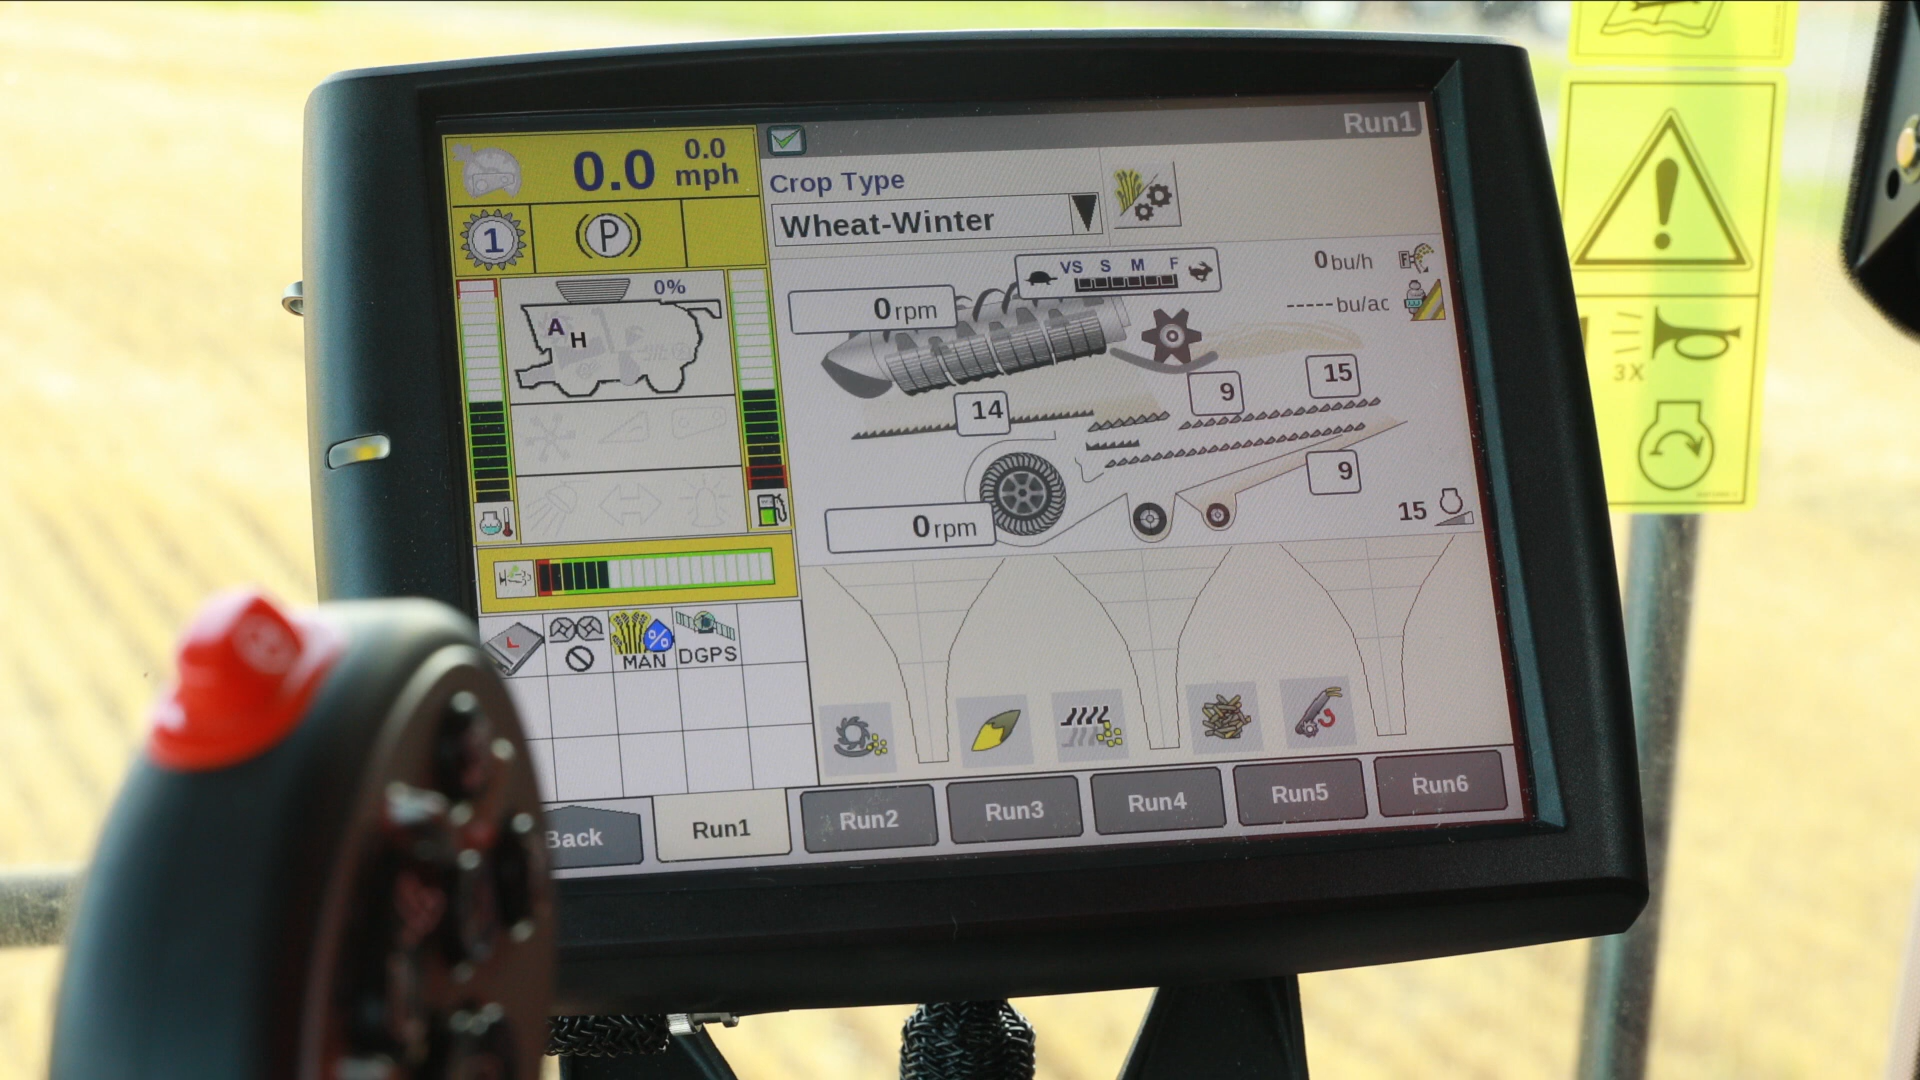 Run1
0.0
0.0
mph
Crop Type
Wheat-Winter
1
P
0%
A
H
VS S M F
0 bu/h
F
-----bu/ac
0 rpm
14
9
15
9
0 rpm
15
L
%
MAN
DGPS
Back
Run1
Run2
Run3
Run4
Run5
Run6
3X